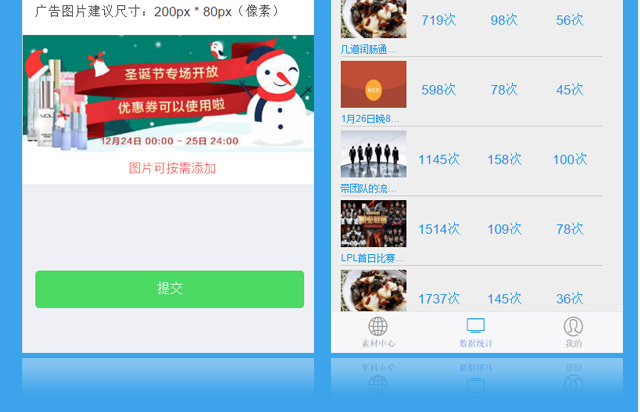 广告图片建议尺寸：200px * 80px（像素）
圣诞节专场开放
优惠券可以使用啦
12月24日 00:00 - 25日 24:00
图片可按需添加
提交
719次 98次 56次
几道润肠通...
598次 78次 45次
1月26日晚8...
1145次 158次 100次
带团队的流...
1514次 109次 78次
LPL首日比赛...
1737次 145次 36次
素材中心 数据统计 我的